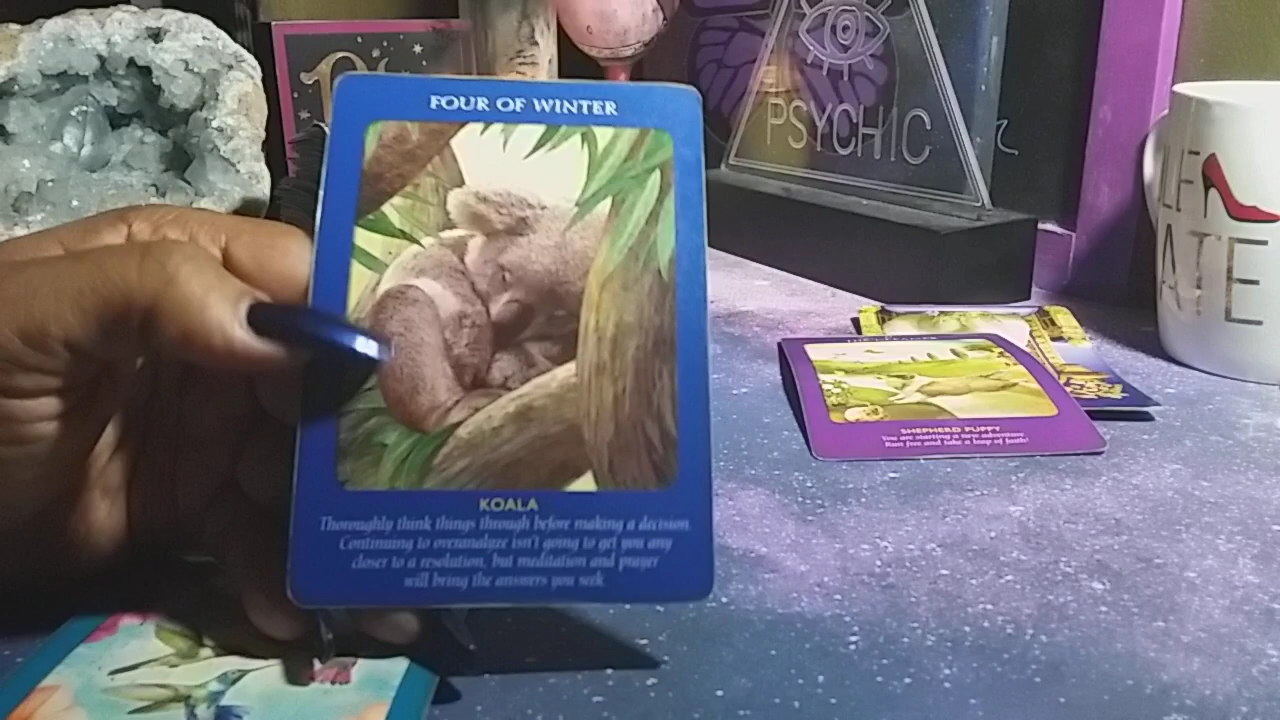 FOUR OF WINTER
KOALA
Thoroughly think things through before making a decision.
Continuing to overanalyze isn't going to get you any
closer to a resolution, but meditation and prayer
will bring the answers you seek.
PSYCHIC
SHEPHERD PUPPY
You are starting a new adventure.
Run free and take a leap of faith!
LE
ATE